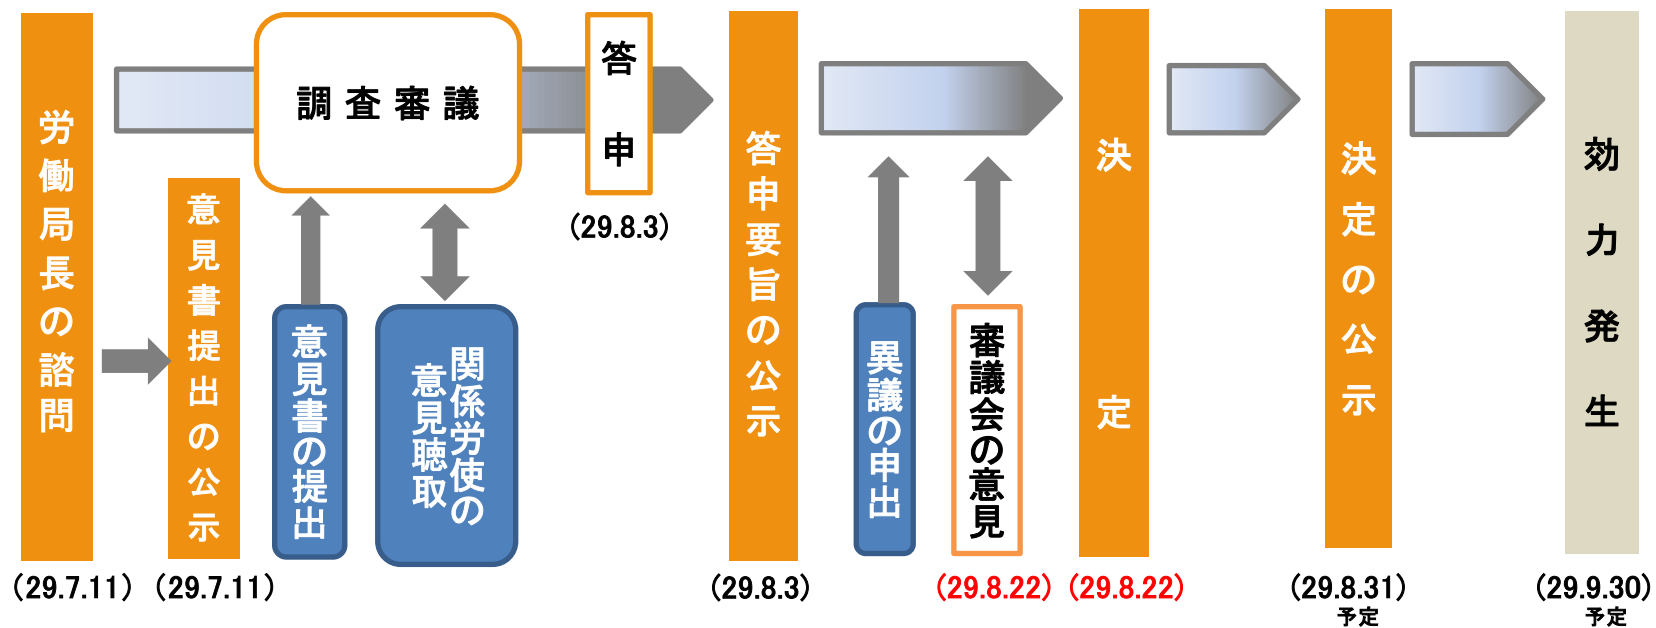 労働局長の諮問
（29.7.11）
意見書提出の公示
（29.7.11）
調査審議
意見書の提出
関係労使の
意見聴取
答申
（29.8.3）
答申要旨の公示
（29.8.3）
異議の申出
審議会の意見
（29.8.22）
決定
（29.8.22）
決定の公示
（29.8.31）
予定
効力発生
（29.9.30）
予定